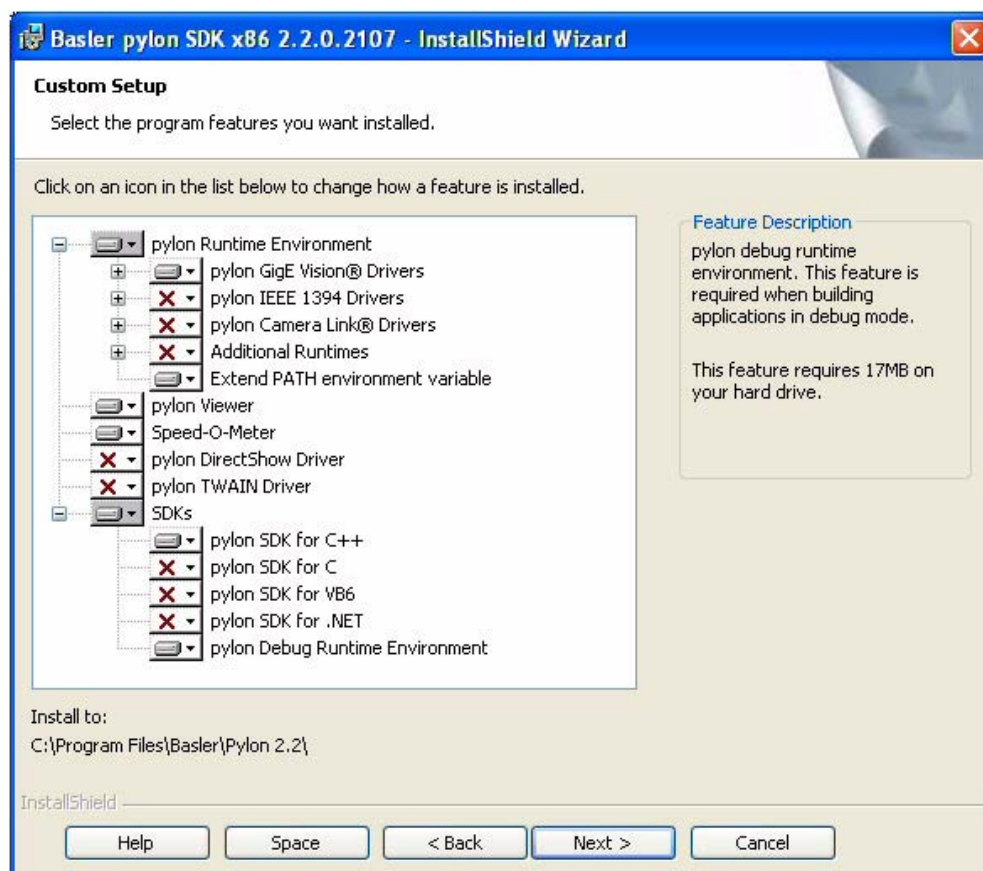 Basler pylon SDK x86 2.2.0.2107 - InstallShield Wizard
Custom Setup
Select the program features you want installed.
Click on an icon in the list below to change how a feature is installed.
pylon Runtime Environment
pylon GigE Vision® Drivers
pylon IEEE 1394 Drivers
pylon Camera Link® Drivers
Additional Runtimes
Extend PATH environment variable
pylon Viewer
Speed-O-Meter
pylon DirectShow Driver
pylon TWAIN Driver
SDKs
pylon SDK for C++
pylon SDK for C
pylon SDK for VB6
pylon SDK for .NET
pylon Debug Runtime Environment
Feature Description
pylon debug runtime
environment. This feature is
required when building
applications in debug mode.
This feature requires 17MB on
your hard drive.
Install to:
C:\Program Files\Basler\Pylon 2.2\
InstallShield
Help
Space
< Back
Next >
Cancel